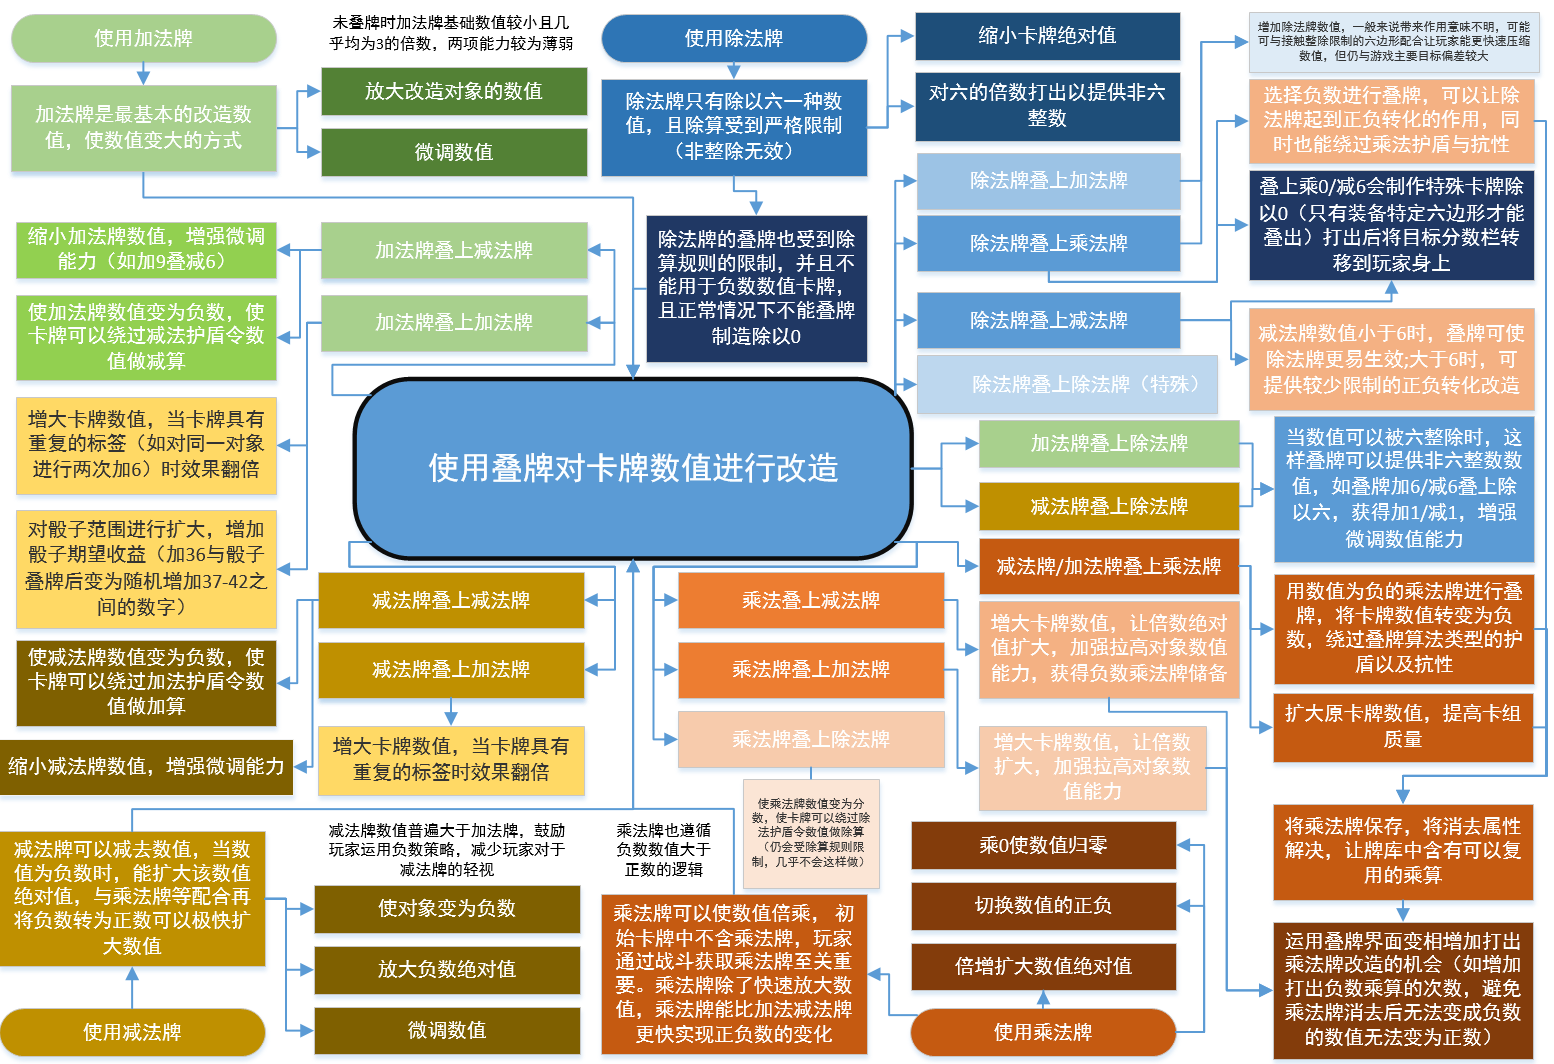 使用加法牌
加法牌是最基本的改造数
值，使数值变大的方式
未叠牌时加法牌基础数值较小且几
乎均为3的倍数，两项能力较为薄弱
放大改造对象的数值
微调数值
使用除法牌
除法牌只有除以六一种数
值，且除算受到严格限制
（非整除无效）
缩小卡牌绝对值
对六的倍数打出以提供非六
整数
增加除法牌数值，一般来说带来作用意味不明，可能
可与接触整除限制的六边形配合让玩家能更快速压缩
数值，但仍与游戏主要目标偏差较大
选择负数进行叠牌，可以让除
法牌起到正负转化的作用，同
时也能绕过乘法护盾与抗性
除法牌叠上加法牌
除法牌叠上乘法牌
除法牌叠上减法牌
除法牌叠上除法牌（特殊）
叠上乘0/减6会制作特殊卡牌除
以0（只有装备特定六边形才能
叠出）打出后将目标分数栏转
移到玩家身上
减法牌数值小于6时，叠牌可使
除法牌更易生效;大于6时，可
提供较少限制的正负转化改造
除法牌的叠牌也受到除
算规则的限制，并且不
能用于负数数值卡牌，
且正常情况下不能叠牌
制造除以0
缩小加法牌数值，增强微调
能力（如加9叠减6）
使加法牌数值变为负数，使
卡牌可以绕过减法护盾令数
值做减算
加法牌叠上减法牌
加法牌叠上加法牌
增大卡牌数值，当卡牌具有
重复的标签（如对同一对象
进行两次加6）时效果翻倍
对骰子范围进行扩大，增加
骰子期望收益（加36与骰子
叠牌后变为随机增加37-42之
间的数字）
使用叠牌对卡牌数值进行改造
加法牌叠上除法牌
减法牌叠上除法牌
当数值可以被六整除时，这
样叠牌可以提供非六整数数
值，如叠牌加6/减6叠上除
以六，获得加1/减1，增强
微调数值能力
减法牌/加法牌叠上乘法牌
用数值为负的乘法牌进行叠
牌，将卡牌数值转变为负
数，绕过叠牌算法类型的护
盾以及抗性
扩大原卡牌数值，提高卡组
质量
减法牌叠上减法牌
减法牌叠上加法牌
使减法牌数值变为负数，使
卡牌可以绕过加法护盾令数
值做加算
缩小减法牌数值，增强微调能力
增大卡牌数值，当卡牌具有
重复的标签时效果翻倍
乘法叠上减法牌
乘法牌叠上加法牌
乘法牌叠上除法牌
增大卡牌数值，让倍数绝对
值扩大，加强拉高对象数值
能力，获得负数乘法牌储备
增大卡牌数值，让倍数
扩大，加强拉高对象数
值能力
使乘法牌数值变为分
数，使卡牌可以绕过除
法护盾令数值做除算
（仍会受除算规则限
制，几乎不会这样做）
将乘法牌保存，将消去属性
解决，让牌库中含有可以复
用的乘算
运用叠牌界面变相增加打出
乘法牌改造的机会（如增加
打出负数乘算的次数，避免
乘法牌消去后无法变成负数
的数值无法变为正数）
减法牌可以减去数值，当数
值为负数时，能扩大该数值
绝对值，与乘法牌等配合再
将负数转为正数可以极快扩
大数值
使用减法牌
减法牌数值普遍大于加法牌，鼓励
玩家运用负数策略，减少玩家对于
减法牌的轻视
使对象变为负数
放大负数绝对值
微调数值
乘法牌也遵循
负数数值大于
正数的逻辑
乘法牌可以使数值倍乘， 初
始卡牌中不含乘法牌，玩家
通过战斗获取乘法牌至关重
要。乘法牌除了快速放大数
值，乘法牌能比加法减法牌
更快实现正负数的变化
乘0使数值归零
切换数值的正负
倍增扩大数值绝对值
使用乘法牌